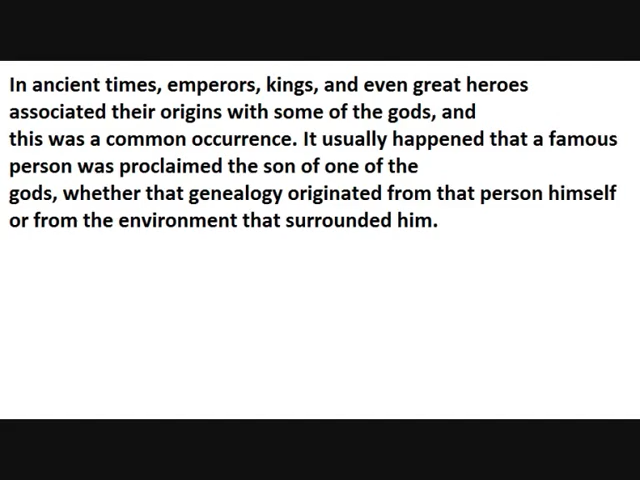 In ancient times, emperors, kings, and even great heroes
associated their origins with some of the gods, and
this was a common occurrence. It usually happened that a famous
person was proclaimed the son of one of the
gods, whether that genealogy originated from that person himself
or from the environment that surrounded him.